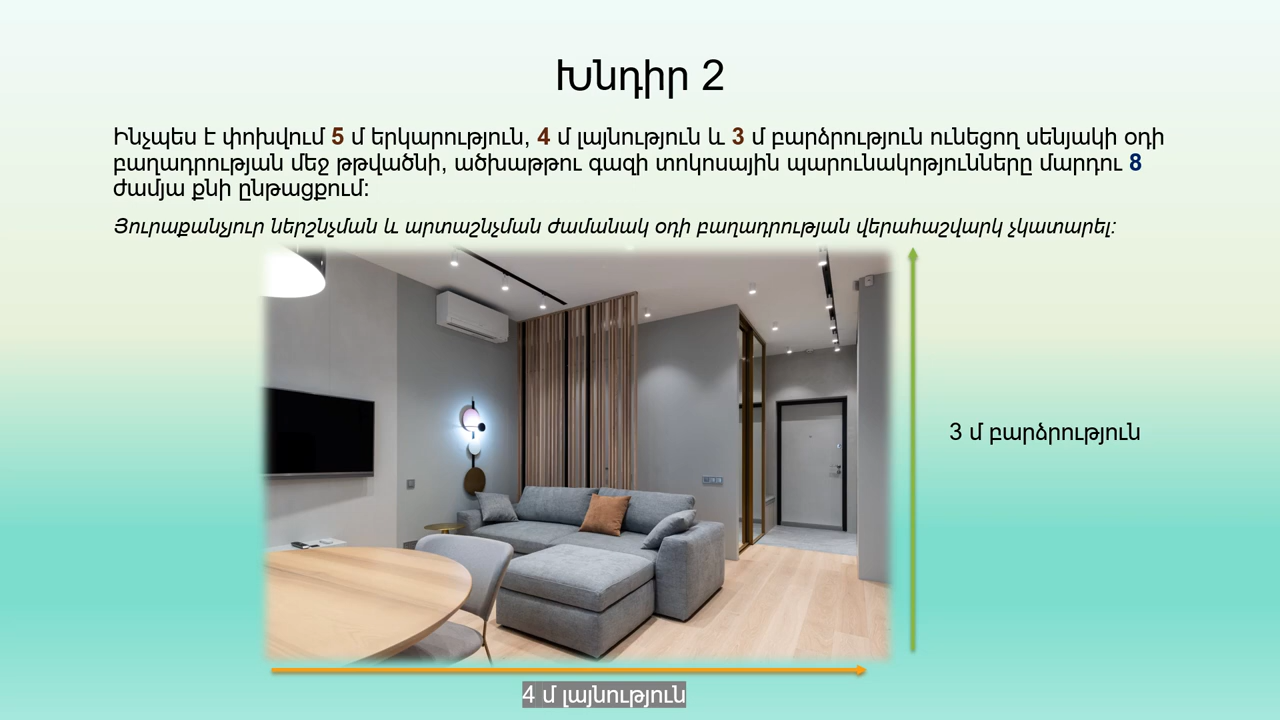 Խնդիր 2
Ինչպես է փոխվում 5 մ երկարություն, 4 մ լայնություն և 3 մ բարձրություն ունեցող սենյակի օդի
բաղադրության մեջ թթվածնի, ածխաթթու գազի տոկոսային պարունակոթյունները մարդու 8
ժամյա քնի ընթացքում:
Յուրաքանչյուր ներշնչման և արտաշնչման ժամանակ օդի բաղադրության վերահաշվարկ չկատարել:
3 մ բարձրություն
4 մ լայնություն